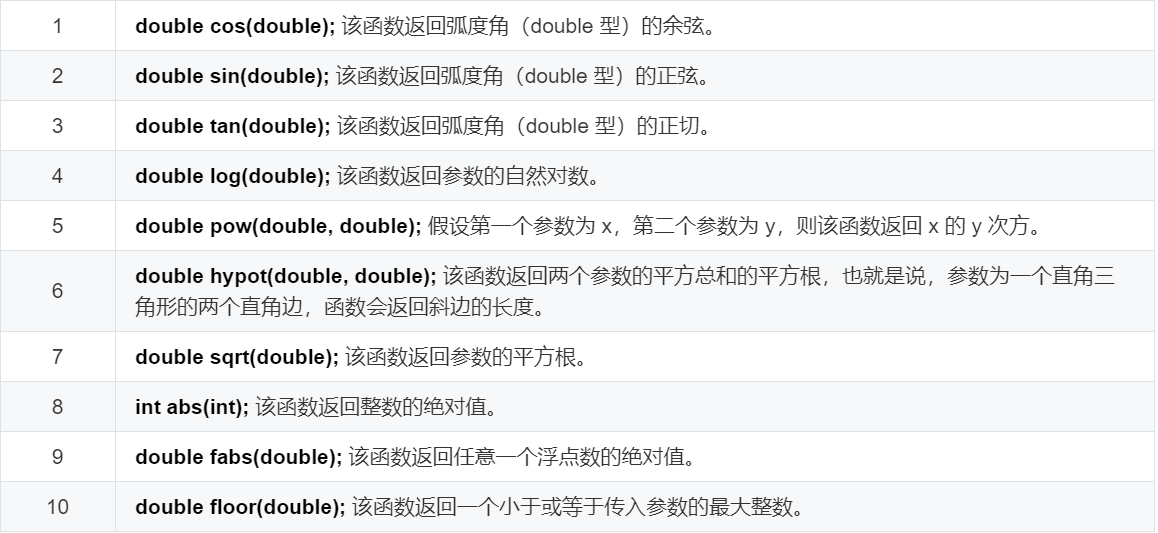 1 double cos(double); 该函数返回弧度角（double 型）的余弦。
2 double sin(double); 该函数返回弧度角（double 型）的正弦。
3 double tan(double); 该函数返回弧度角（double 型）的正切。
4 double log(double); 该函数返回参数的自然对数。
5 double pow(double, double); 假设第一个参数为 x，第二个参数为 y，则该函数返回 x 的 y 次方。
6 double hypot(double, double); 该函数返回两个参数的平方总和的平方根，也就是说，参数为一个直角三
角形的两个直角边，函数会返回斜边的长度。
7 double sqrt(double); 该函数返回参数的平方根。
8 int abs(int); 该函数返回整数的绝对值。
9 double fabs(double); 该函数返回任意一个浮点数的绝对值。
10 double floor(double); 该函数返回一个小于或等于传入参数的最大整数。